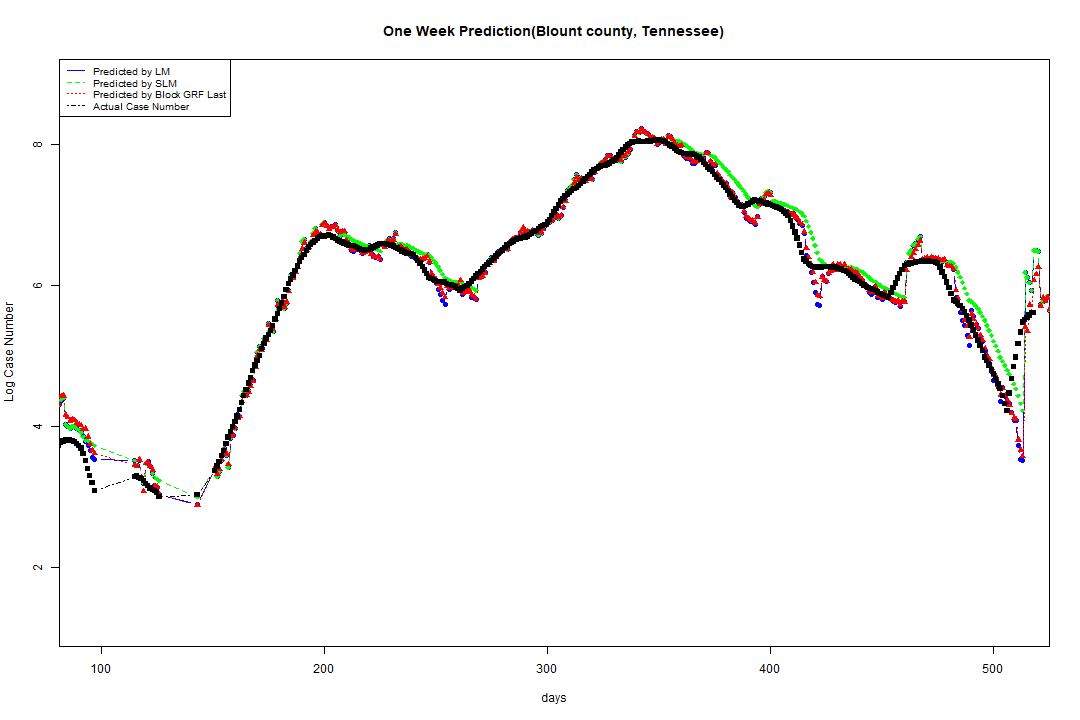 One Week Prediction(Blount county, Tennessee)
Predicted by LM
Predicted by SLM
Predicted by Block GRF Last
Actual Case Number
8
6
4
2
Log Case Number
100 200 300 400 500
days